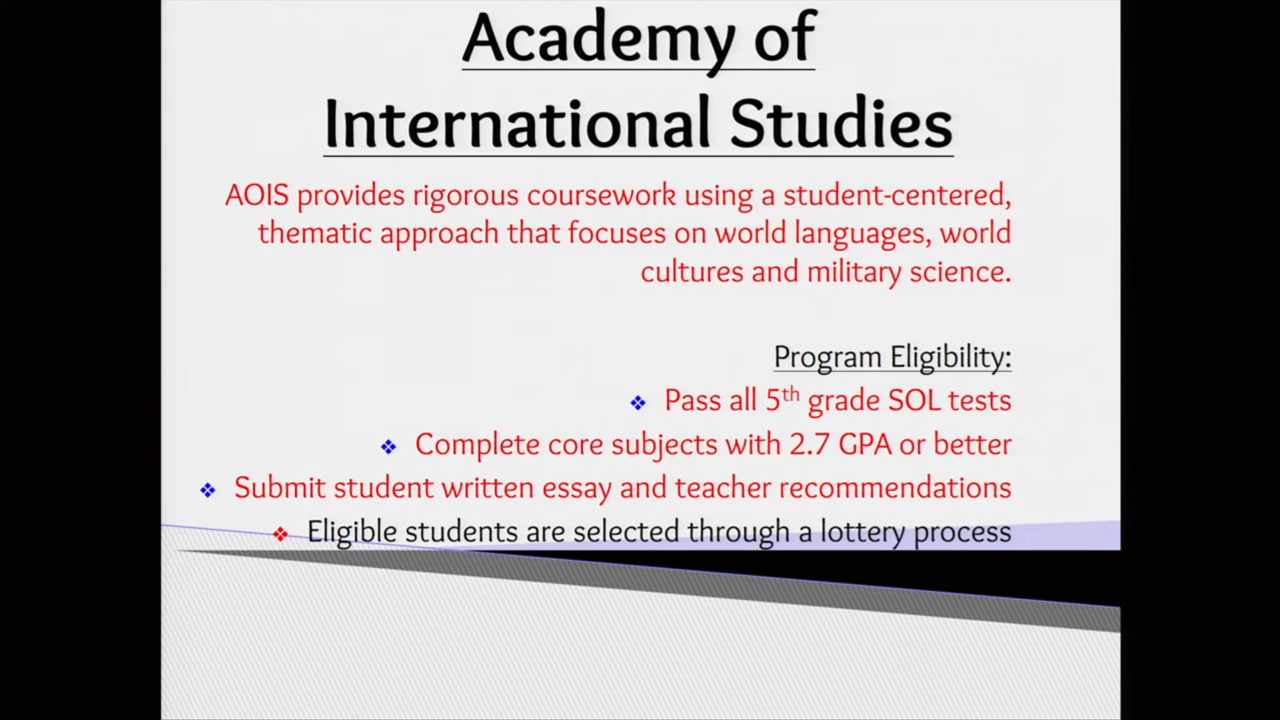 Academy of
International Studies
AOIS provides rigorous coursework using a student-centered,
thematic approach that focuses on world languages, world
cultures and military science.
Program Eligibility:
❖ Pass all 5th grade SOL tests
❖ Complete core subjects with 2.7 GPA or better
❖ Submit student written essay and teacher recommendations
❖ Eligible students are selected through a lottery process